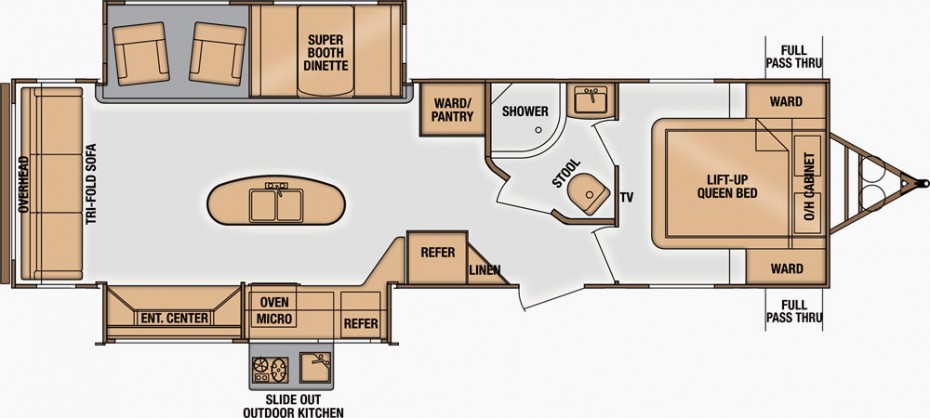 SUPER
BOOTH
DINETTE
FULL
PASS THRU
WARD/
PANTRY
SHOWER
WARD
OVERHEAD
TRI-FOLD SOFA
STOOL
TV
LIFT-UP
QUEEN BED
O/H CABINET
REFER
LINEN
WARD
ENT. CENTER
OVEN
MICRO
REFER
FULL
PASS THRU
SLIDE OUT
OUTDOOR KITCHEN